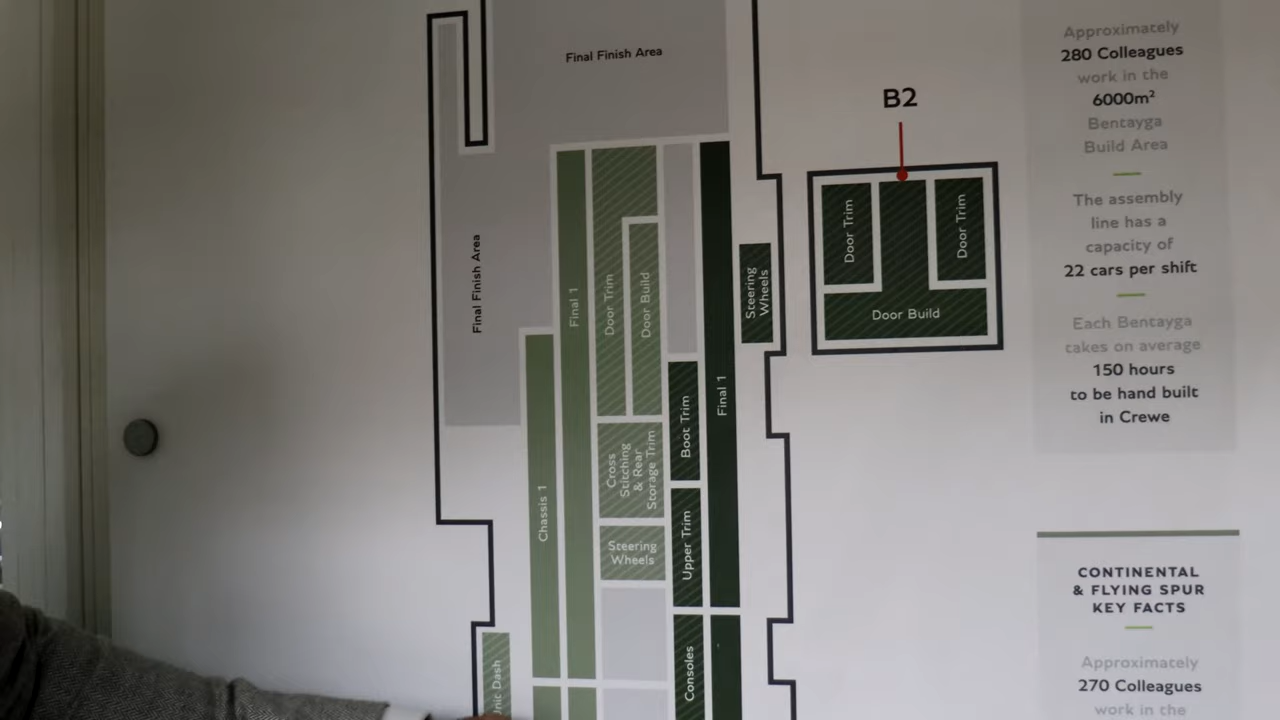 Final Finish Area
Final Finish Area
Final 1
Door Trim
Door Build
Chassis 1
Cross
Stitching
& Rear
Storage Trim
Steering
Wheels
Boot Trim
Upper Trim
Consoles
Final 1
Steering
Wheels
Dash
B2
Door Trim
Door Trim
Door Build
Approximately
280 Colleagues
work in the
6000m²
Bentayga
Build Area
The assembly
line has a
capacity of
22 cars per shift
Each Bentayga
takes on average
150 hours
to be hand built
in Crewe
CONTINENTAL
& FLYING SPUR
KEY FACTS
Approximately
270 Colleagues
work in the